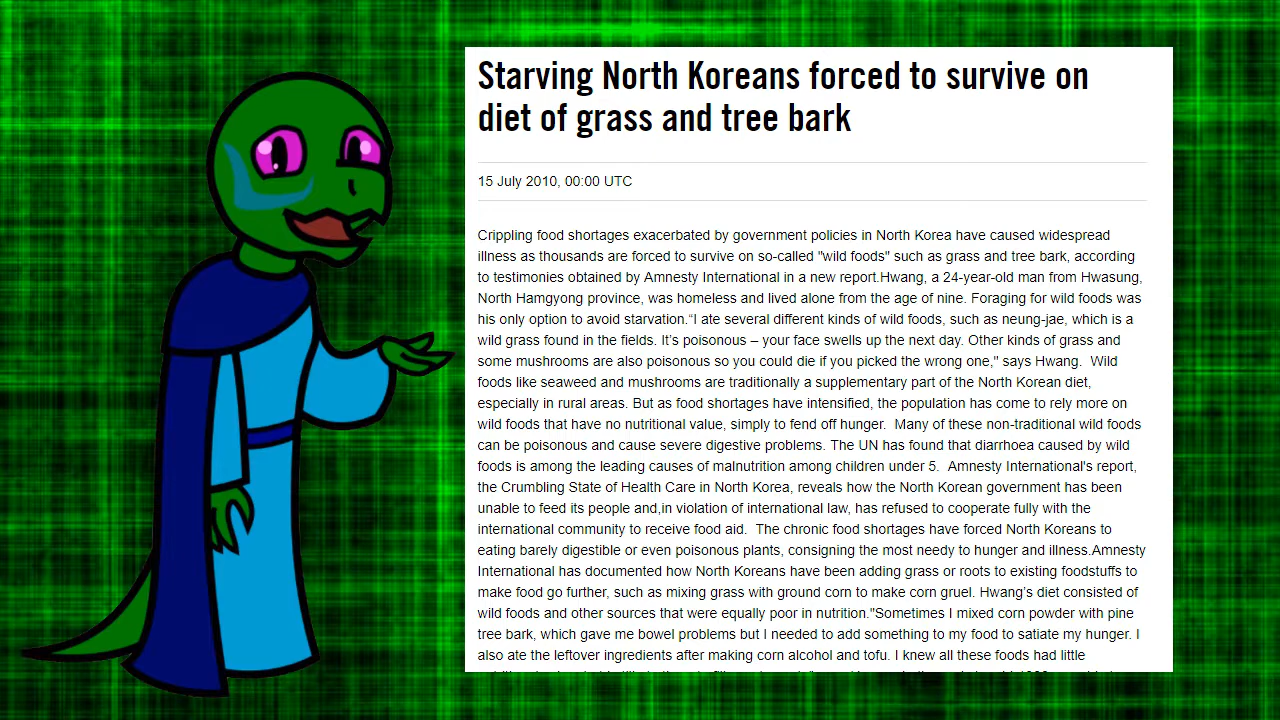 Starving North Koreans forced to survive on
diet of grass and tree bark
15 July 2010, 00:00 UTC
Crippling food shortages exacerbated by government policies in North Korea have caused widespread
illness as thousands are forced to survive on so-called "wild foods" such as grass and tree bark, according
to testimonies obtained by Amnesty International in a new report.Hwang, a 24-year-old man from Hwasung,
North Hamgyong province, was homeless and lived alone from the age of nine. Foraging for wild foods was
his only option to avoid starvation.“I ate several different kinds of wild foods, such as neung-jae, which is a
wild grass found in the fields. It’s poisonous – your face swells up the next day. Other kinds of grass and
some mushrooms are also poisonous so you could die if you picked the wrong one," says Hwang.  Wild
foods like seaweed and mushrooms are traditionally a supplementary part of the North Korean diet,
especially in rural areas. But as food shortages have intensified, the population has come to rely more on
wild foods that have no nutritional value, simply to fend off hunger.  Many of these non-traditional wild foods
can be poisonous and cause severe digestive problems. The UN has found that diarrhoea caused by wild
foods is among the leading causes of malnutrition among children under 5.  Amnesty International's report,
the Crumbling State of Health Care in North Korea, reveals how the North Korean government has been
unable to feed its people and,in violation of international law, has refused to cooperate fully with the
international community to receive food aid.  The chronic food shortages have forced North Koreans to
eating barely digestible or even poisonous plants, consigning the most needy to hunger and illness.Amnesty
International has documented how North Koreans have been adding grass or roots to existing foodstuffs to
make food go further, such as mixing grass with ground corn to make corn gruel. Hwang’s diet consisted of
wild foods and other sources that were equally poor in nutrition."Sometimes I mixed corn powder with pine
tree bark, which gave me bowel problems but I needed to add something to my food to satiate my hunger. I
also ate the leftover ingredients after making corn alcohol and tofu. I knew all these foods had little